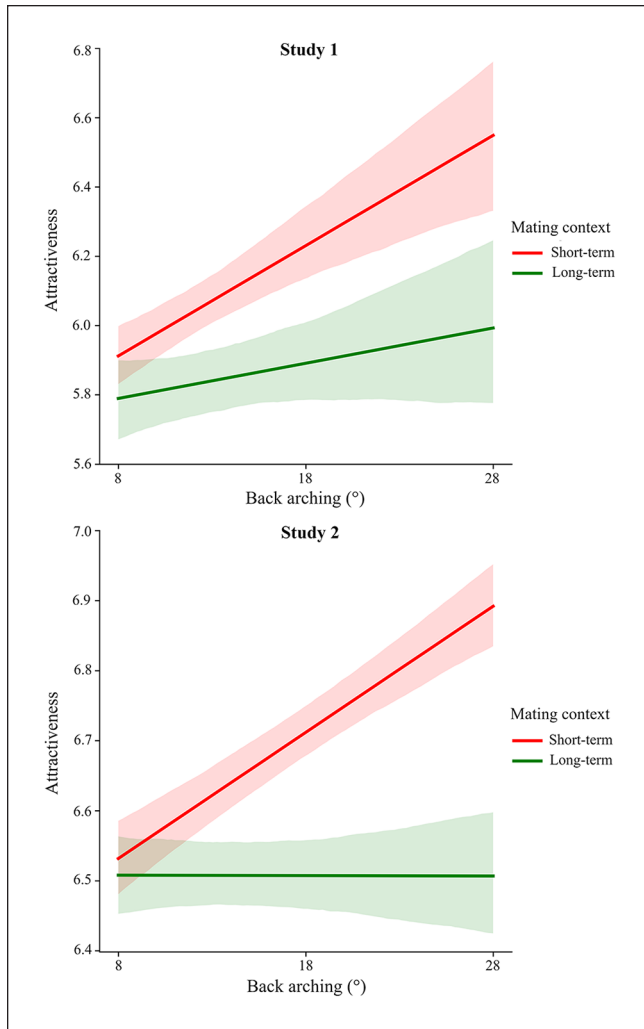 Study 1
6.8
6.6
6.4
6.2
6.0
5.8
5.6
Attractiveness
8
18
28
Back arching (°)
Mating context
Short-term
Long-term
Study 2
7.0
6.9
6.8
6.7
6.6
6.5
6.4
Attractiveness
8
18
28
Back arching (°)
Mating context
Short-term
Long-term